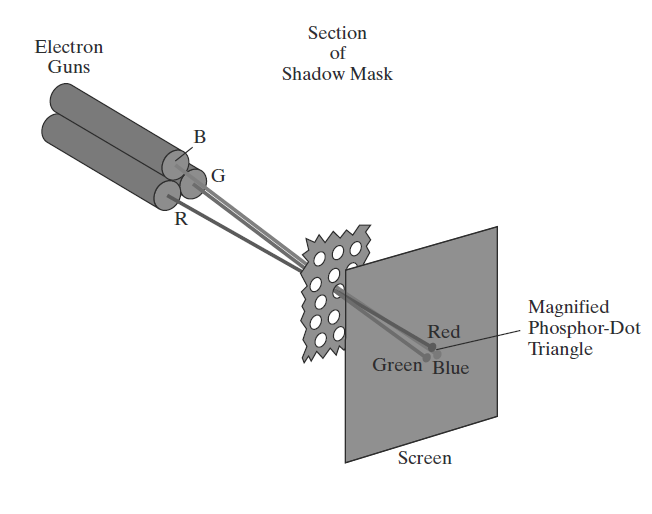 Section
of
Shadow Mask
Electron
Guns
B
G
R
Magnified
Phosphor-Dot
Triangle
Red
Green
Blue
Screen